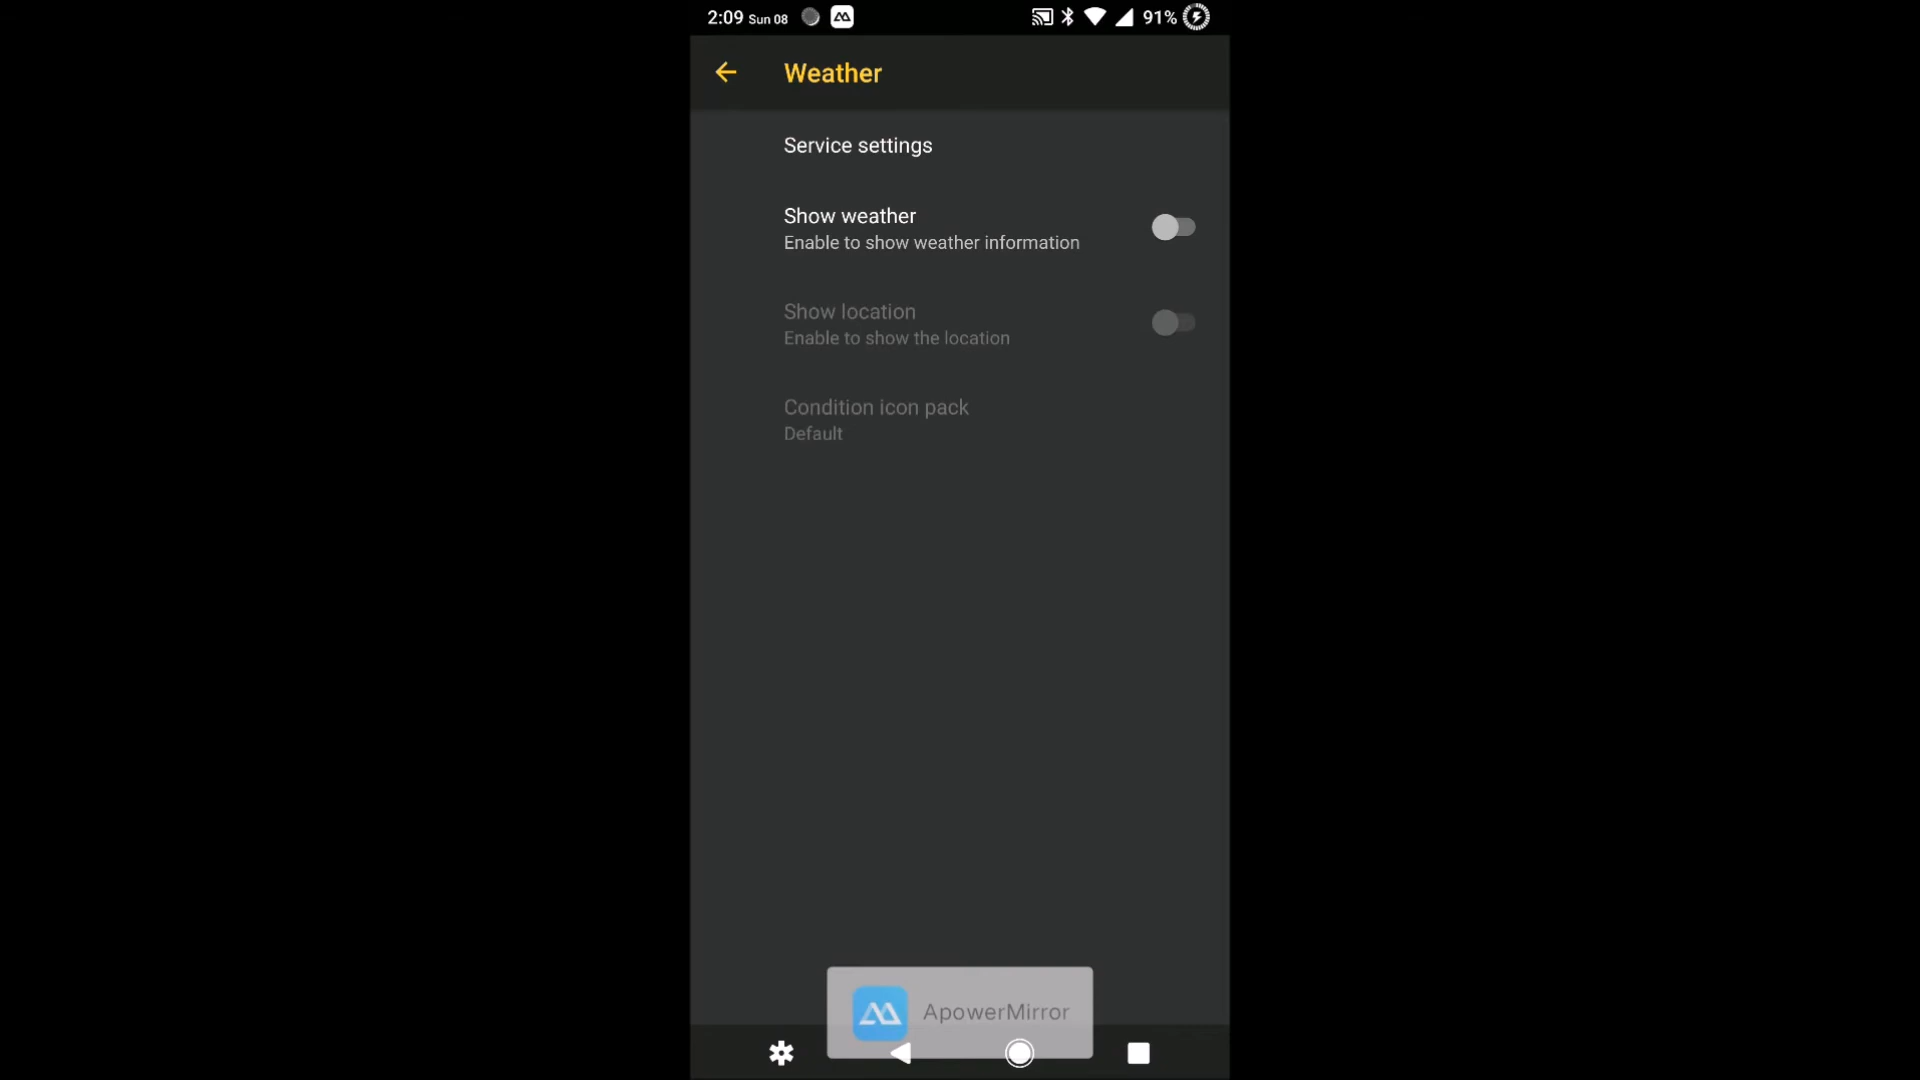 2:09 Sun 08 91%
Weather
Service settings
Show weather
Enable to show weather information
Show location
Enable to show the location
Condition icon pack
Default
ApowerMirror